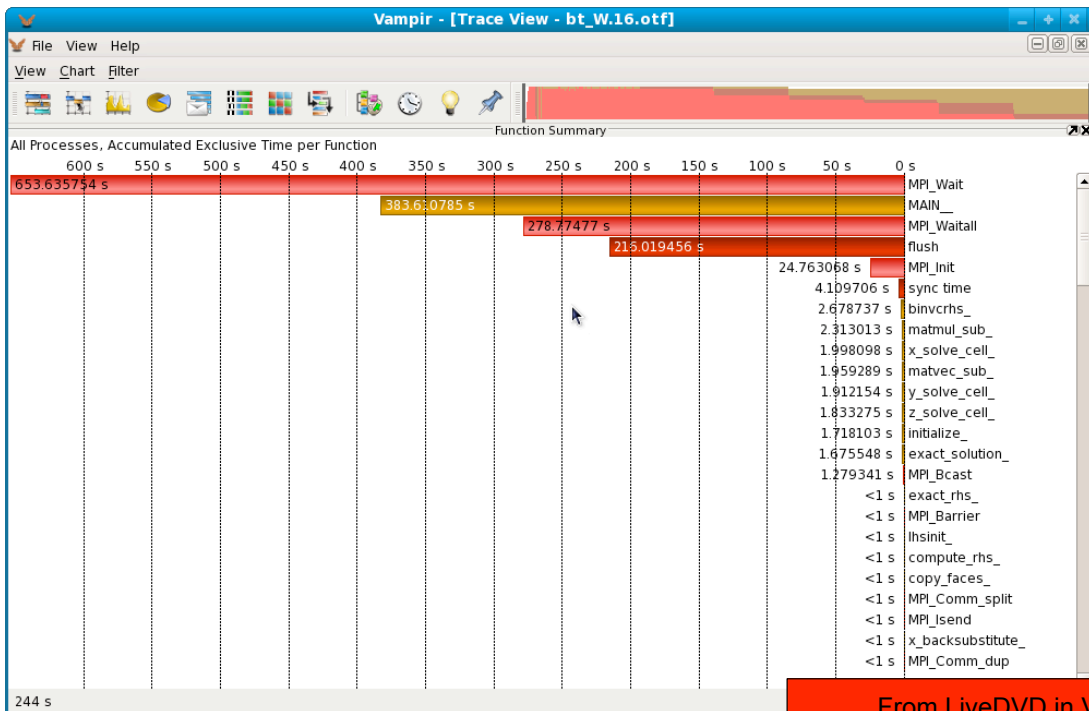 Vampir - [Trace View - bt_W.16.otf]
File View Help
View Chart Filter
Function Summary
All Processes, Accumulated Exclusive Time per Function
600 s 550 s 500 s 450 s 400 s 350 s 300 s 250 s 200 s 150 s 100 s 50 s 0 s
653.635754 s MPI_Wait
383.610785 s MAIN__
278.77477 s MPI_Waitall
216.019456 s flush
24.763068 s MPI_Init
4.109706 s sync time
2.678737 s binvcrhs_
2.313013 s matmul_sub_
1.998098 s x_solve_cell_
1.959289 s matvec_sub_
1.912154 s y_solve_cell_
1.833275 s z_solve_cell_
1.718103 s initialize_
1.675548 s exact_solution_
1.279341 s MPI_Bcast
<1 s exact_rhs_
<1 s MPI_Barrier
<1 s lhsinit_
<1 s compute_rhs_
<1 s copy_faces_
<1 s MPI_Comm_split
<1 s MPI_Isend
<1 s x_backsubstitute_
<1 s MPI_Comm_dup
244 s
From LiveDVD in